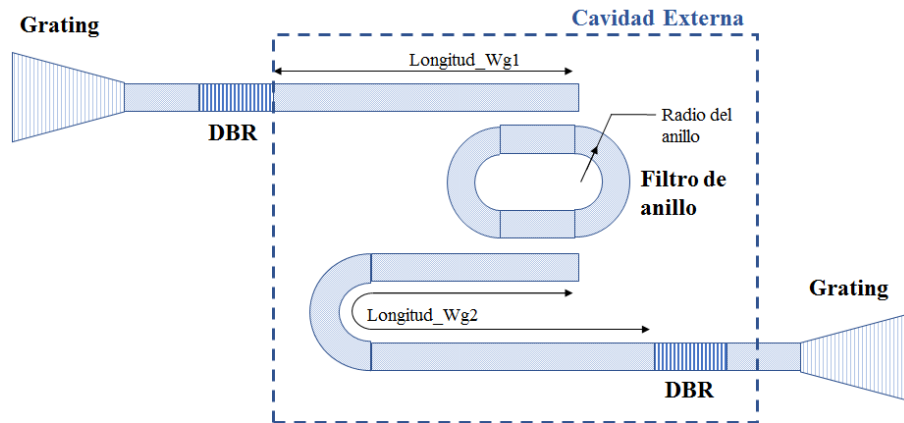 Cavidad Externa
Grating
Longitud_Wg1
DBR
Radio del
anillo
Filtro de
anillo
Longitud_Wg2
Grating
DBR